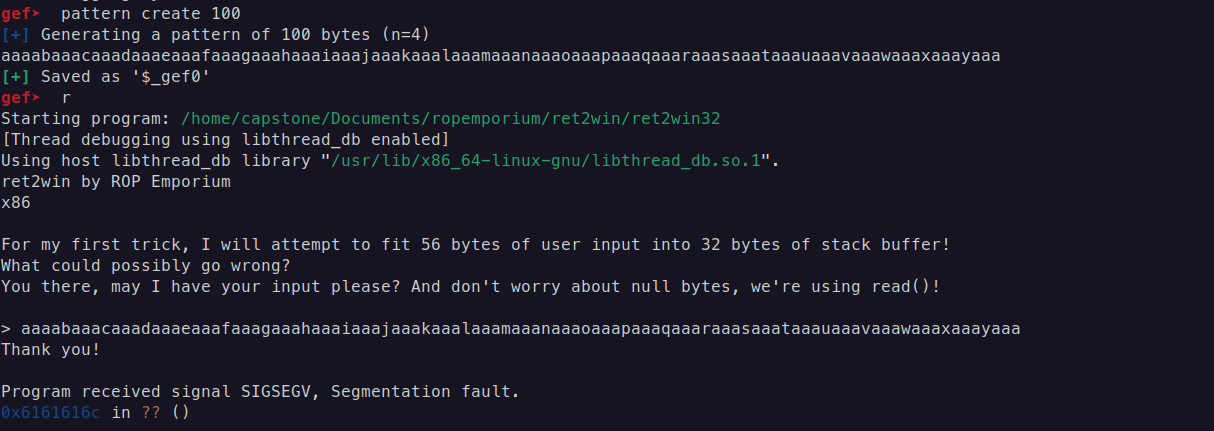 gef➤  pattern create 100
[+] Generating a pattern of 100 bytes (n=4)
aaaabaaacaaadaaaeaaafaaagaaahaaaiaaajaaakaaalaaamaaanaaaoaaapaaaqaaaraaasaaataaauaaavaaawaaaxaaayaaa
[+] Saved as '$_gef0'
gef➤  r
Starting program: /home/capstone/Documents/ropemporium/ret2win/ret2win32
[Thread debugging using libthread_db enabled]
Using host libthread_db library "/usr/lib/x86_64-linux-gnu/libthread_db.so.1".
ret2win by ROP Emporium
x86
For my first trick, I will attempt to fit 56 bytes of user input into 32 bytes of stack buffer!
What could possibly go wrong?
You there, may I have your input please? And don't worry about null bytes, we're using read()!
> aaaabaaacaaadaaaeaaafaaagaaahaaaiaaajaaakaaalaaamaaanaaaoaaapaaaqaaaraaasaaataaauaaavaaawaaaxaaayaaa
Thank you!
Program received signal SIGSEGV, Segmentation fault.
0x6161616c in ?? ()